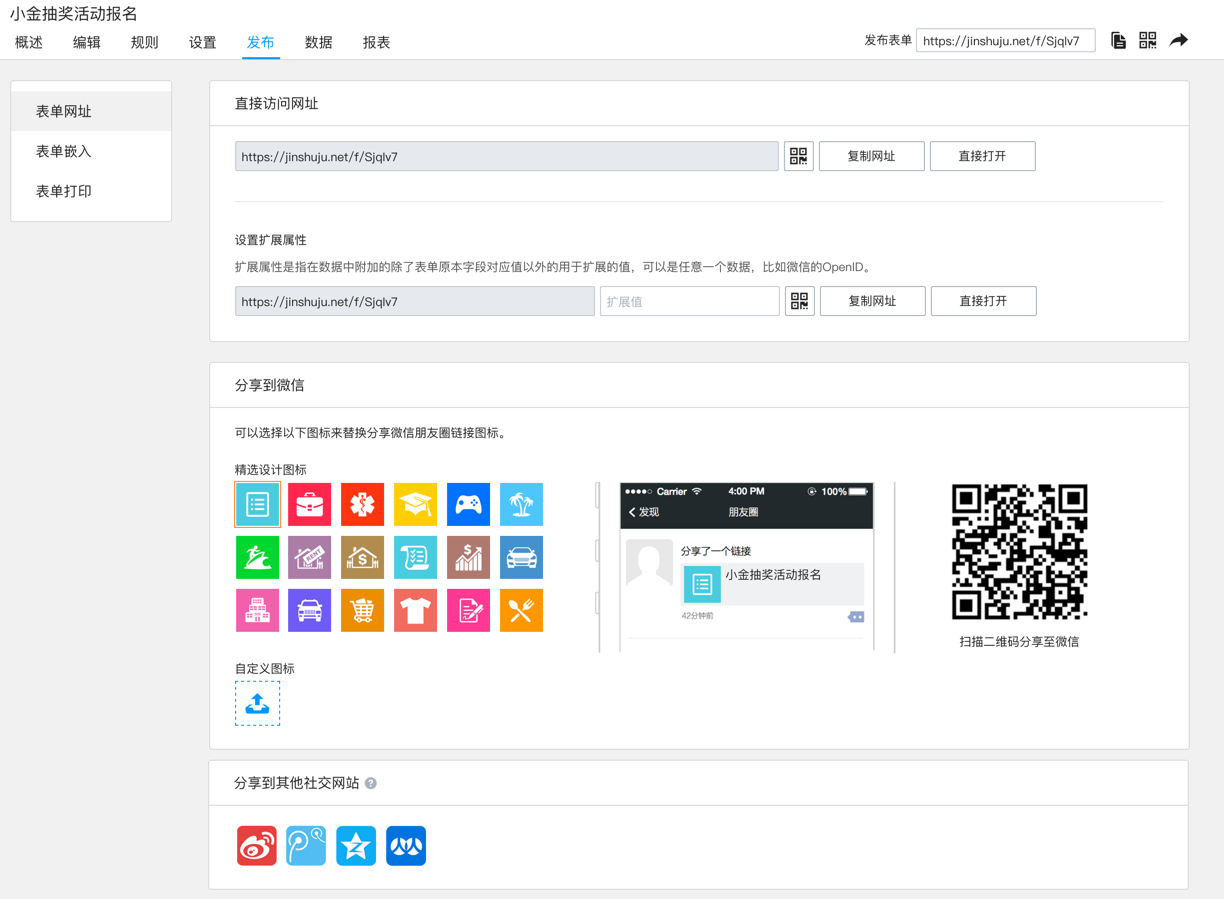 小金抽奖活动报名
概述 编辑 规则 设置 发布 数据 报表 发布表单 https://jinshuju.net/f/Sjqlv7
表单网址
表单嵌入
表单打印
直接访问网址
https://jinshuju.net/f/Sjqlv7 复制网址 直接打开
设置扩展属性
扩展属性是指在数据中附加的除了表单原本字段对应值以外的用于扩展的值，可以是任意一个数据，比如微信的OpenID。
https://jinshuju.net/f/Sjqlv7 扩展值 复制网址 直接打开
分享到微信
可以选择以下图标来替换分享微信朋友圈链接图标。
精选设计图标
RENT
自定义图标
Carrier 4:00 PM 100%
发现 朋友圈
分享了一个链接
小金抽奖活动报名
42分钟前
扫描二维码分享至微信
分享到其他社交网站 ?